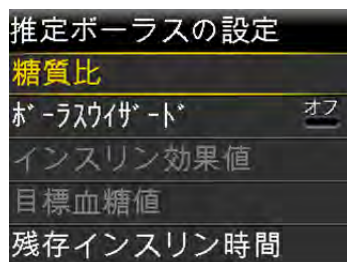 推定ボーラスの設定
糖質比
ﾎﾞｰﾗｽｳｨｻﾞｰﾄﾞ オフ
インスリン効果値
目標血糖値
残存インスリン時間